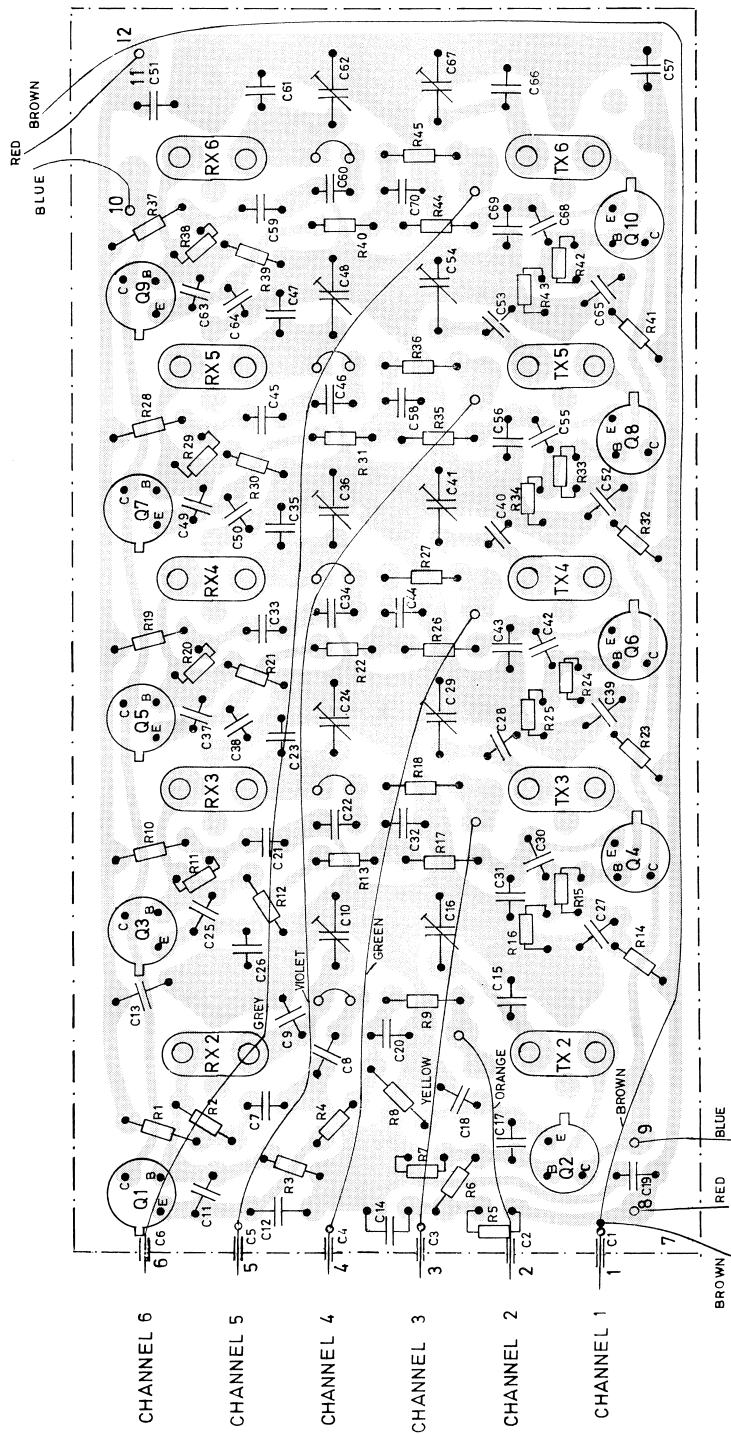 CHANNEL 6
CHANNEL 5
CHANNEL 4
CHANNEL 3
CHANNEL 2
CHANNEL 1
6
5
4
3
2
1
C6
C5
C4
C3
C2
C1
7
BROWN
RED
8
BLUE
9
C19
BROWN
Q1
C
B
E
R1
R2
C11
C12
R3
C7
R4
C14
R7
R8
R6
R5
C18
C17
ORANGE
YELLOW
Q2
E
B
C
RX2
TX2
GREY
VIOLET
GREEN
C8
C9
C20
R9
C15
C13
Q3
C
B
E
R10
R11
C25
C26
R12
C21
C10
R13
C22
C16
R17
C32
R18
C31
R16
C30
R15
C27
R14
Q4
E
B
C
RX3
TX3
Q5
C
B
E
R19
R20
C37
C38
R21
C23
C33
C24
R22
C34
C29
R26
C44
R27
C28
C43
R25
C42
R24
C39
R23
Q6
E
B
C
RX4
TX4
Q7
C
B
E
R28
R29
C49
C50
R30
C35
C45
C36
R31
C46
C41
R35
C58
R36
C40
C56
R34
C55
R33
C52
R32
Q8
E
B
C
RX5
TX5
Q9
C
B
E
R37
10
R38
C63
C64
R39
C47
C59
C48
R40
C60
C54
R44
C70
R45
C53
C69
R43
C68
R42
C65
R41
Q10
E
B
C
RX6
TX6
BLUE
RED
BROWN
11
12
C51
C61
C62
C67
C66
C57